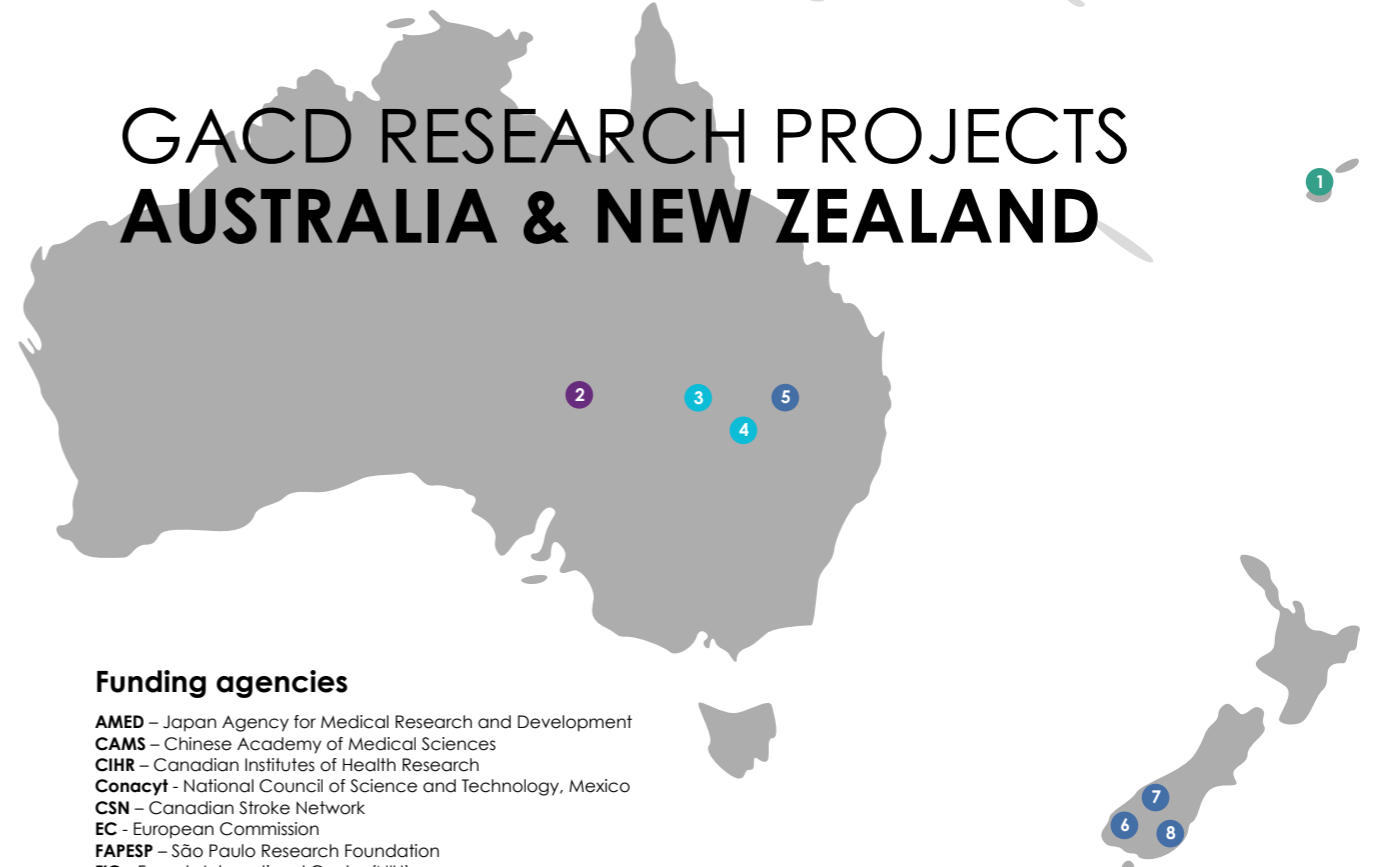 GACD RESEARCH PROJECTS
AUSTRALIA & NEW ZEALAND
1
2
3
5
4
Funding agencies
AMED – Japan Agency for Medical Research and Development
CAMS – Chinese Academy of Medical Sciences
CIHR – Canadian Institutes of Health Research
Conacyt - National Council of Science and Technology, Mexico
CSN – Canadian Stroke Network
EC - European Commission
FAPESP – São Paulo Research Foundation
7
6
8